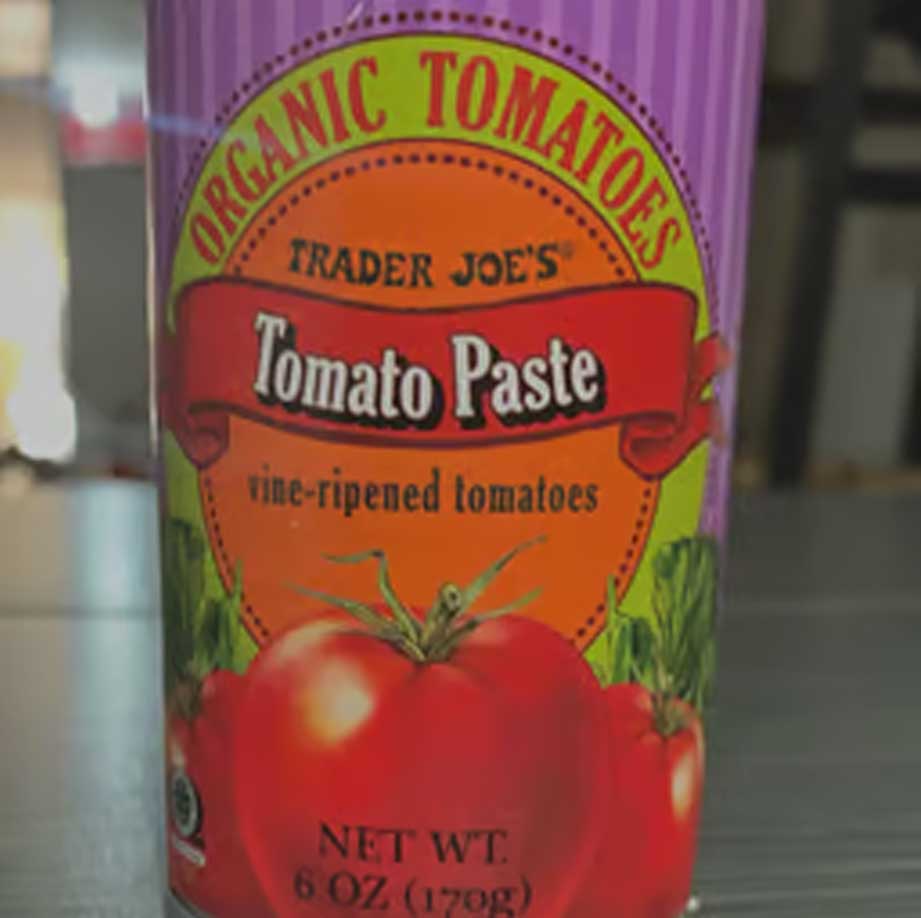 ORGANIC TOMATOES
TRADER JOE'S®
Tomato Paste
vine-ripened tomatoes
NET WT.
6 OZ (170g)